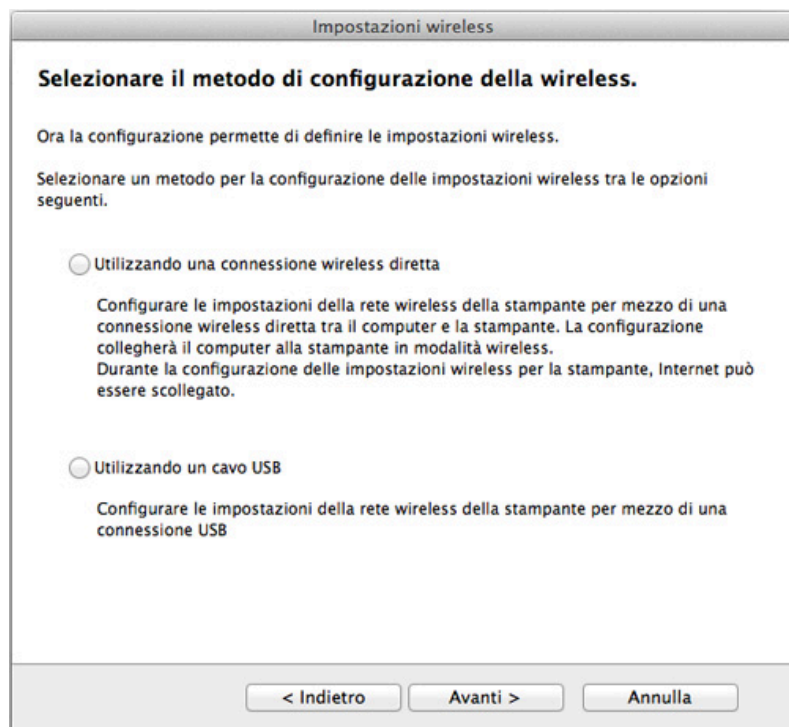 Impostazioni wireless
Selezionare il metodo di configurazione della wireless.
Ora la configurazione permette di definire le impostazioni wireless.
Selezionare un metodo per la configurazione delle impostazioni wireless tra le opzioni
seguenti.
Utilizzando una connessione wireless diretta
Configurare le impostazioni della rete wireless della stampante per mezzo di una
connessione wireless diretta tra il computer e la stampante. La configurazione
collegherà il computer alla stampante in modalità wireless.
Durante la configurazione delle impostazioni wireless per la stampante, Internet può
essere scollegato.
Utilizzando un cavo USB
Configurare le impostazioni della rete wireless della stampante per mezzo di una
connessione USB
< Indietro
Avanti >
Annulla